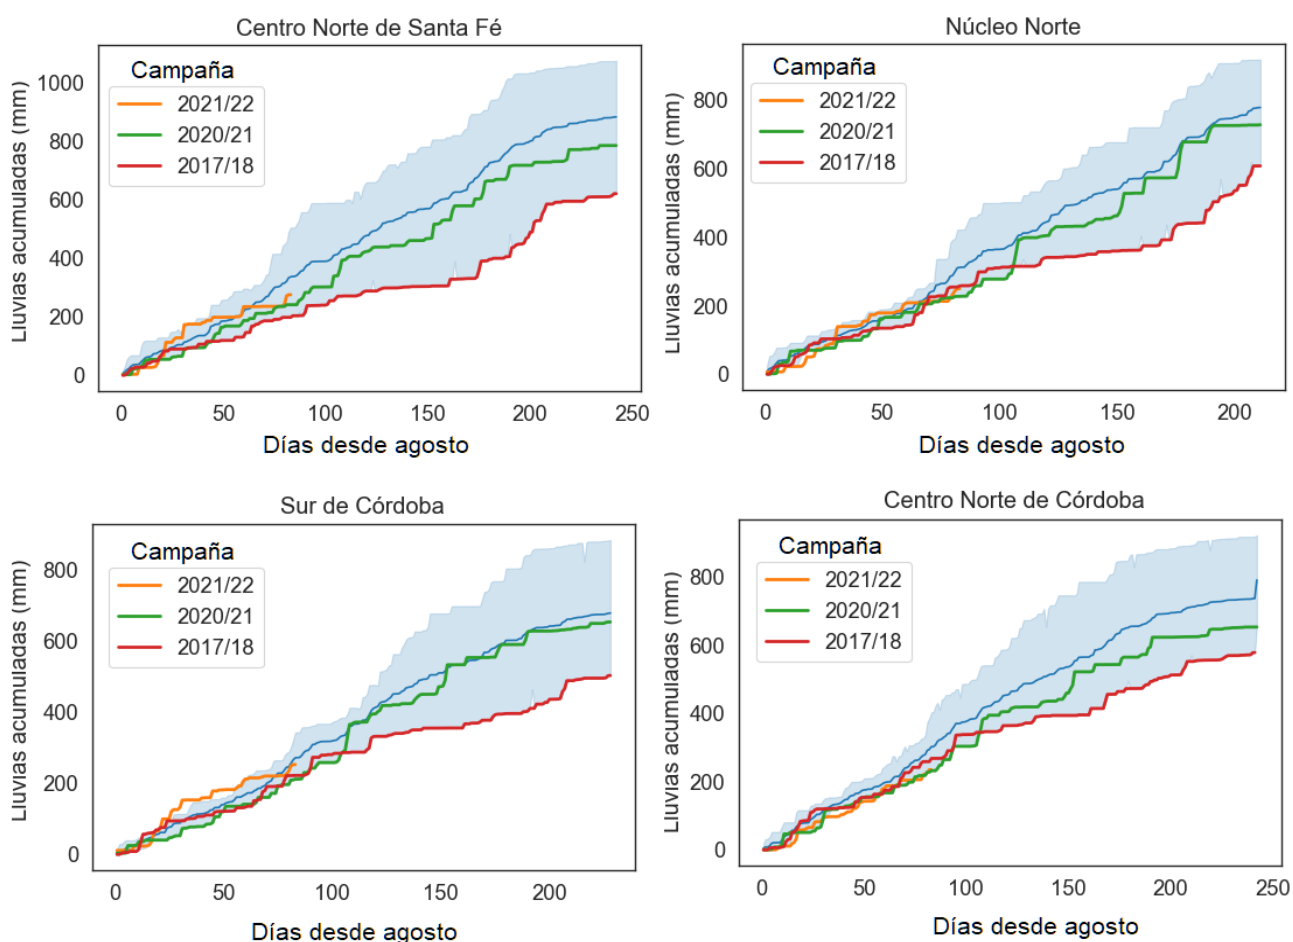 Centro Norte de Santa Fé
Lluvias acumuladas (mm)
1000
800
600
400
200
0
Campaña
2021/22
2020/21
2017/18
0 50 100 150 200 250
Días desde agosto
Núcleo Norte
Lluvias acumuladas (mm)
800
600
400
200
0
Campaña
2021/22
2020/21
2017/18
0 50 100 150 200
Días desde agosto
Sur de Córdoba
Lluvias acumuladas (mm)
800
600
400
200
0
Campaña
2021/22
2020/21
2017/18
0 50 100 150 200
Días desde agosto
Centro Norte de Córdoba
Lluvias acumuladas (mm)
800
600
400
200
0
Campaña
2021/22
2020/21
2017/18
0 50 100 150 200 250
Días desde agosto